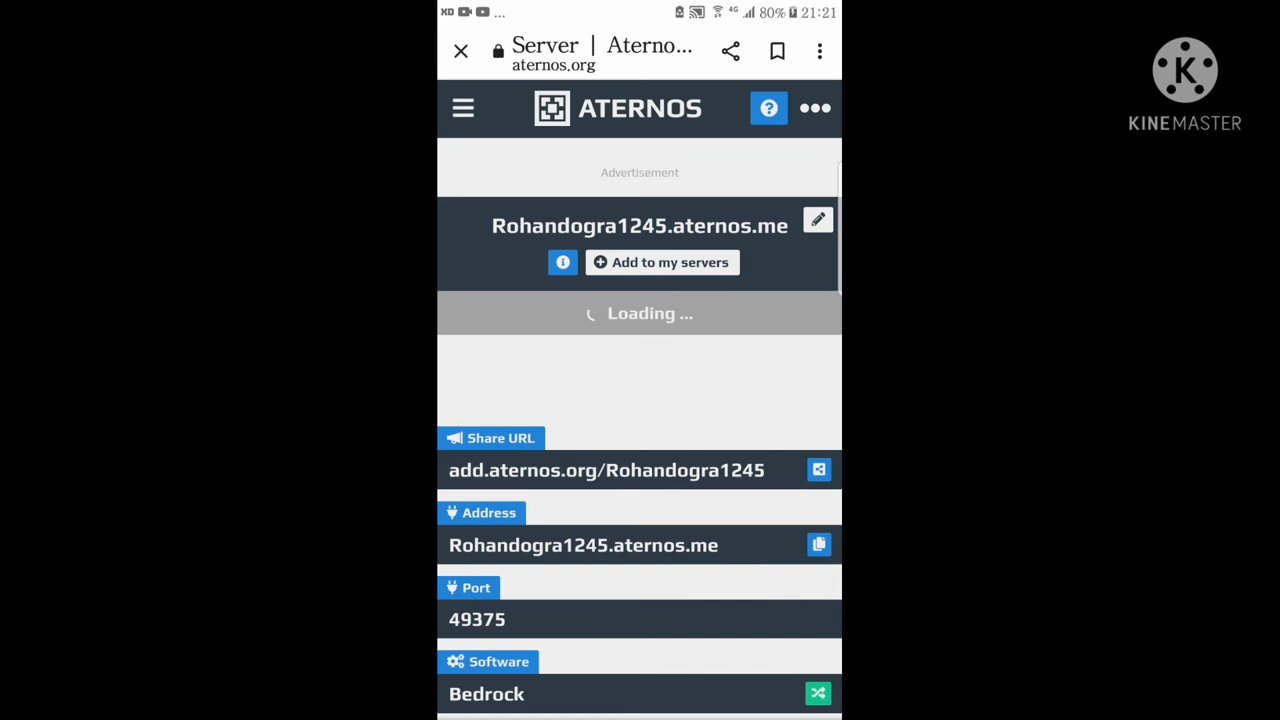 XD ... 4G 80% 21:21
Server | Aterno...
aternos.org
ATERNOS
Advertisement
Rohandogra1245.aternos.me
Add to my servers
Loading ...
Share URL
add.aternos.org/Rohandogra1245
Address
Rohandogra1245.aternos.me
Port
49375
Software
Bedrock
K
KINEMASTER